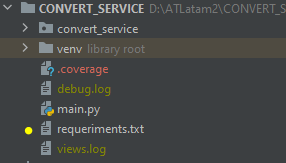 CONVERT_SERVICE D:\ATLatam2\CONVERT_S
convert_service
venv library root
.coverage
debug.log
main.py
requeriments.txt
views.log